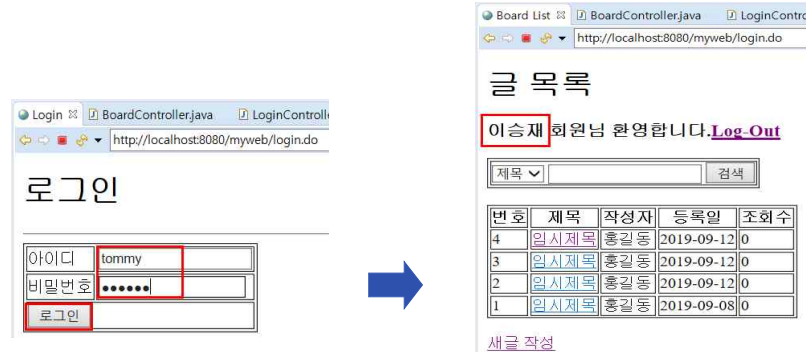 Login BoardController.java LoginControlle
http://localhost:8080/myweb/login.do
로그인
아이디 tommy
비밀번호 ●●●●●●
로그인
Board List BoardController.java LoginContro
http://localhost:8080/myweb/login.do
글 목록
이승재 회원님 환영합니다.Log-Out
제목 검색
번호 제목 작성자 등록일 조회수
4 임시제목 홍길동 2019-09-12 0
3 임시제목 홍길동 2019-09-12 0
2 임시제목 홍길동 2019-09-12 0
1 임시제목 홍길동 2019-09-08 0
새글 작성